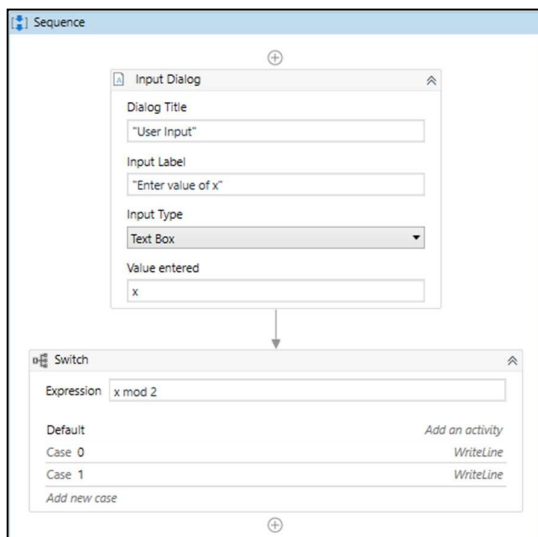 Sequence
Input Dialog
Dialog Title
"User Input"
Input Label
"Enter value of x"
Input Type
Text Box
Value entered
x
Switch
Expression x mod 2
Default Add an activity
Case 0 WriteLine
Case 1 WriteLine
Add new case